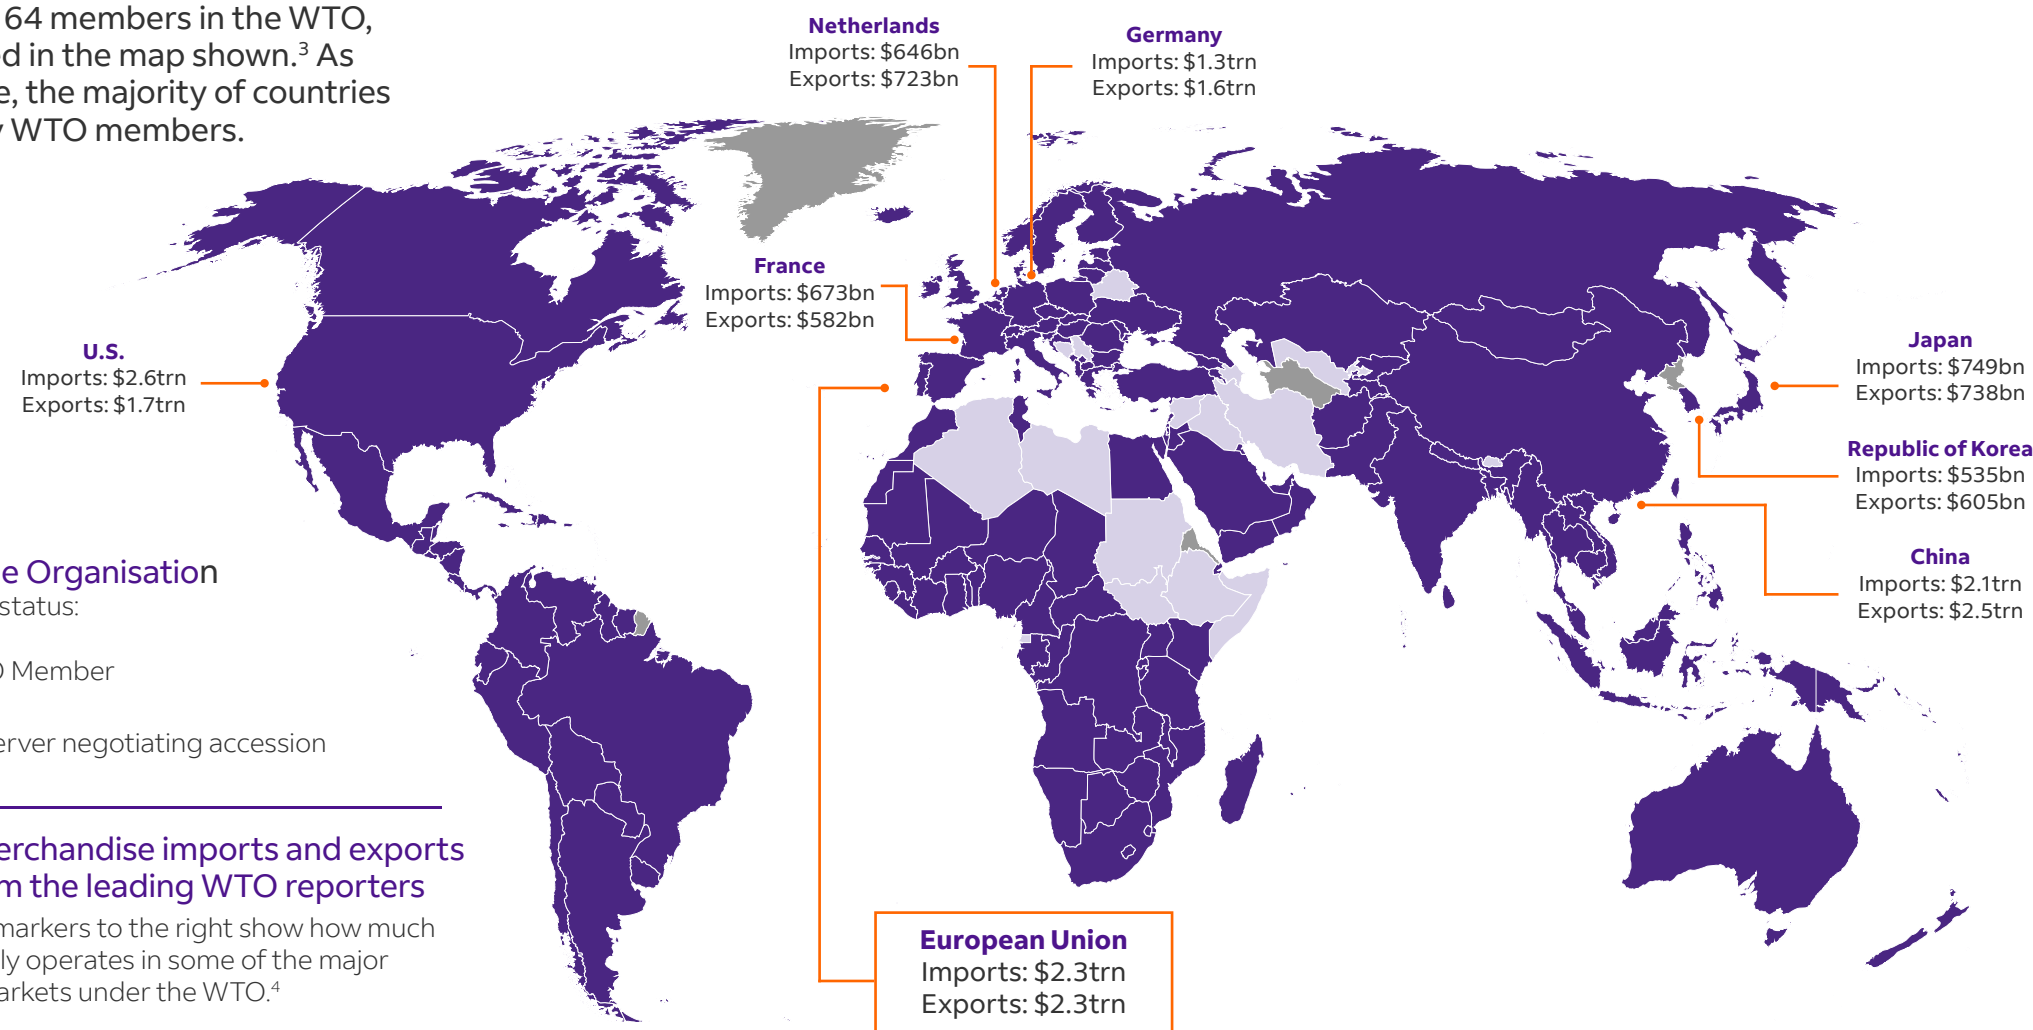 64 members in the WTO,
ed in the map shown.³ As
e, the majority of countries
y WTO members.
Netherlands
Imports: $646bn
Exports: $723bn
Germany
Imports: $1.3trn
Exports: $1.6trn
France
Imports: $673bn
Exports: $582bn
U.S.
Imports: $2.6trn
Exports: $1.7trn
Japan
Imports: $749bn
Exports: $738bn
Republic of Korea
Imports: $535bn
Exports: $605bn
China
Imports: $2.1trn
Exports: $2.5trn
e Organisation
status:
O Member
erver negotiating accession
erchandise imports and exports
m the leading WTO reporters
markers to the right show how much
ly operates in some of the major
arkets under the WTO.⁴
European Union
Imports: $2.3trn
Exports: $2.3trn